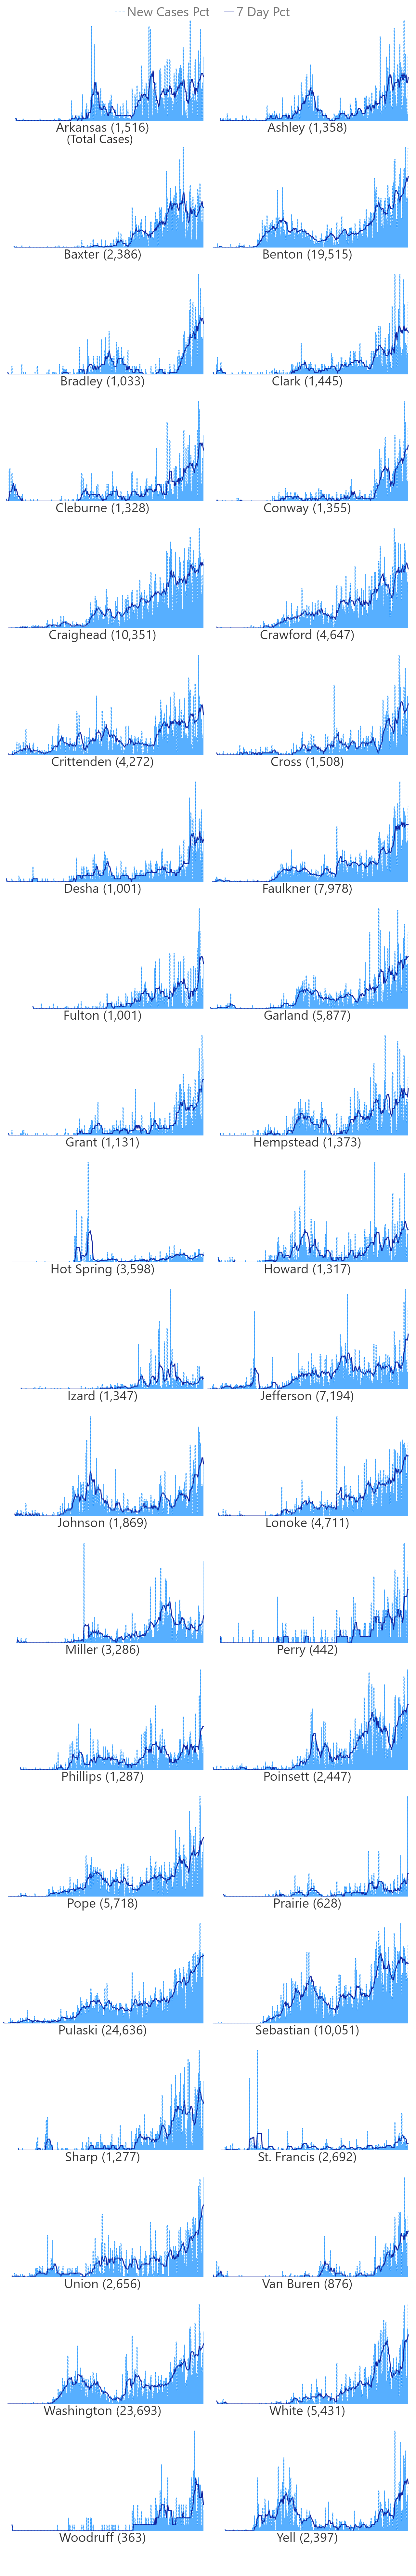 New Cases Pct 7 Day Pct
Arkansas (1,516) Ashley (1,358)
(Total Cases)
Baxter (2,386) Benton (19,515)
Bradley (1,033) Clark (1,445)
Cleburne (1,328) Conway (1,355)
Craighead (10,351) Crawford (4,647)
Crittenden (4,272) Cross (1,508)
Desha (1,001) Faulkner (7,978)
Fulton (1,001) Garland (5,877)
Grant (1,131) Hempstead (1,373)
Hot Spring (3,598) Howard (1,317)
Izard (1,347) Jefferson (7,194)
Johnson (1,869) Lonoke (4,711)
Miller (3,286) Perry (442)
Phillips (1,287) Poinsett (2,447)
Pope (5,718) Prairie (628)
Pulaski (24,636) Sebastian (10,051)
Sharp (1,277) St. Francis (2,692)
Union (2,656) Van Buren (876)
Washington (23,693) White (5,431)
Woodruff (363) Yell (2,397)